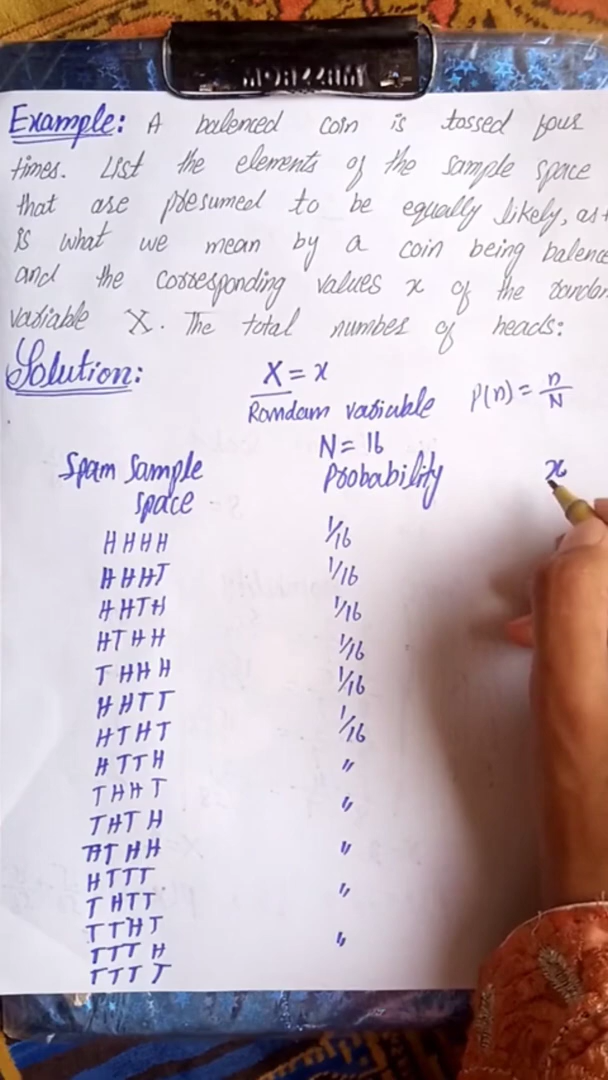 MOAZZAM
Example: A balenced coin is tossed four
times. List the elements of the sample space
that are presumed to be equally likely, as
is what we mean by a coin being balence
and the corresponding values x of the random
variable X. The total number of heads:
Solution:
X = x
Random variable
P(n) = n/N
N = 16
Spam Sample space
Probability
x
HHHH 1/16
HHHT 1/16
HHTH 1/16
HTHH 1/16
THHH 1/16
HHTT 1/16
HTHT
HTTH "
THHT "
THTH
TTHH "
HTTT "
THTT
TTHT "
TTTH
TTTT